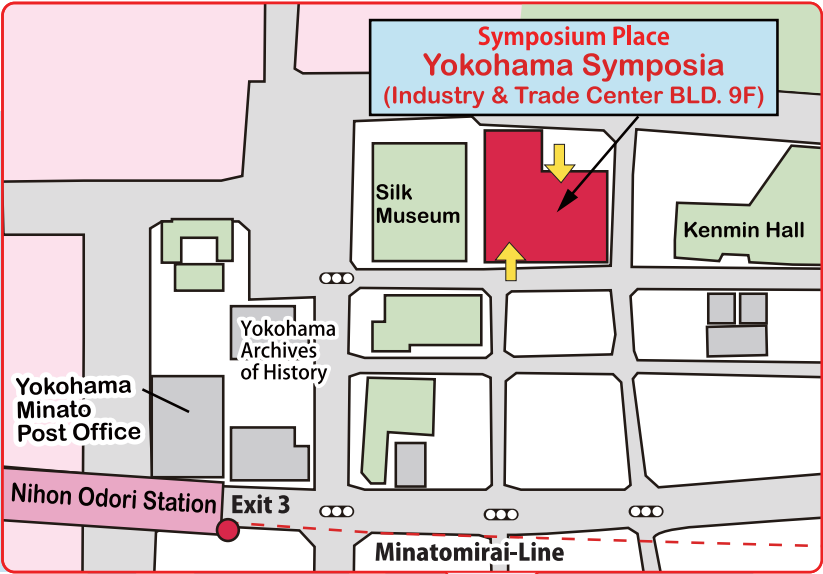 Symposium Place
Yokohama Symposia
(Industry & Trade Center BLD. 9F)
Silk
Museum
Kenmin Hall
Yokohama
Archives
of History
Yokohama
Minato
Post Office
Nihon Odori Station
Exit 3
Minatomirai-Line